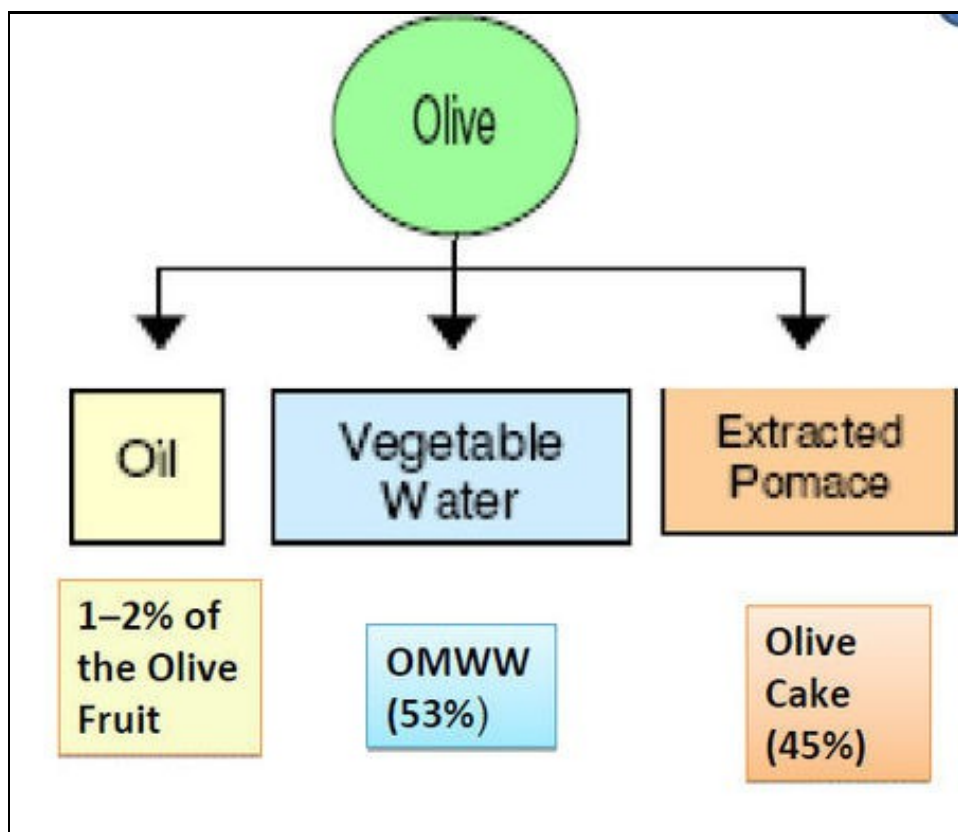 Olive
Oil
Vegetable
Water
Extracted
Pomace
1–2% of
the Olive
Fruit
OMWW
(53%)
Olive
Cake
(45%)